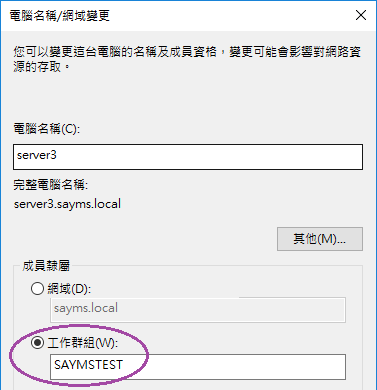 電腦名稱/網域變更
您可以變更這台電腦的名稱及成員資格，變更可能會影響對網路資
源的存取。
電腦名稱(C):
server3
完整電腦名稱:
server3.sayms.local
其他(M)...
成員隸屬
網域(D):
sayms.local
工作群組(W):
SAYMSTEST